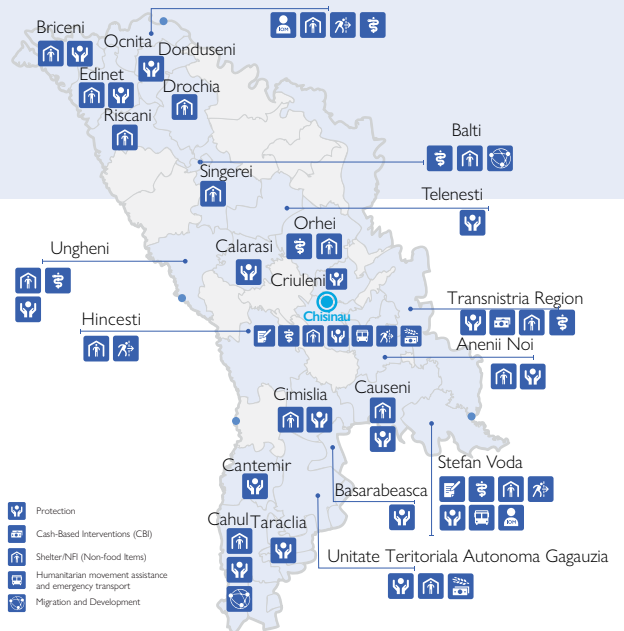 Briceni
Ocnita
Donduseni
Edinet
Drochia
Riscani
IOM
Balti
Singerei
Telenesti
Orhei
Calarasi
Ungheni
Criuleni
Chisinau
Transnistria Region
Hincesti
Anenii Noi
Cimislia
Causeni
Cantemir
Basarabeasca
Stefan Voda
IOM
Cahul
Taraclia
Unitate Teritoriala Autonoma Gagauzia
Protection
Cash-Based Interventions (CBI)
Shelter/NFI (Non-food Items)
Humanitarian movement assistance
and emergency transport
Migration and Development